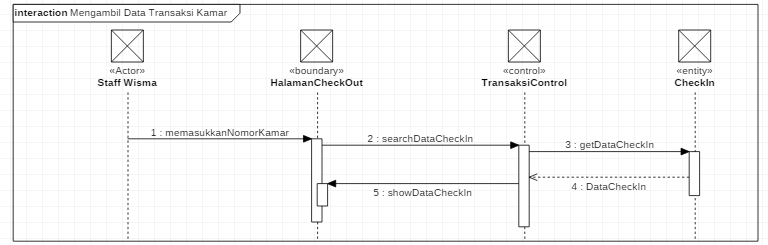 interaction Mengambil Data Transaksi Kamar
«Actor»
Staff Wisma
«boundary»
HalamanCheckOut
«control»
TransaksiControl
«entity»
CheckIn
1 : memasukkanNomorKamar
2 : searchDataCheckIn
3 : getDataCheckIn
4 : DataCheckIn
5 : showDataCheckIn